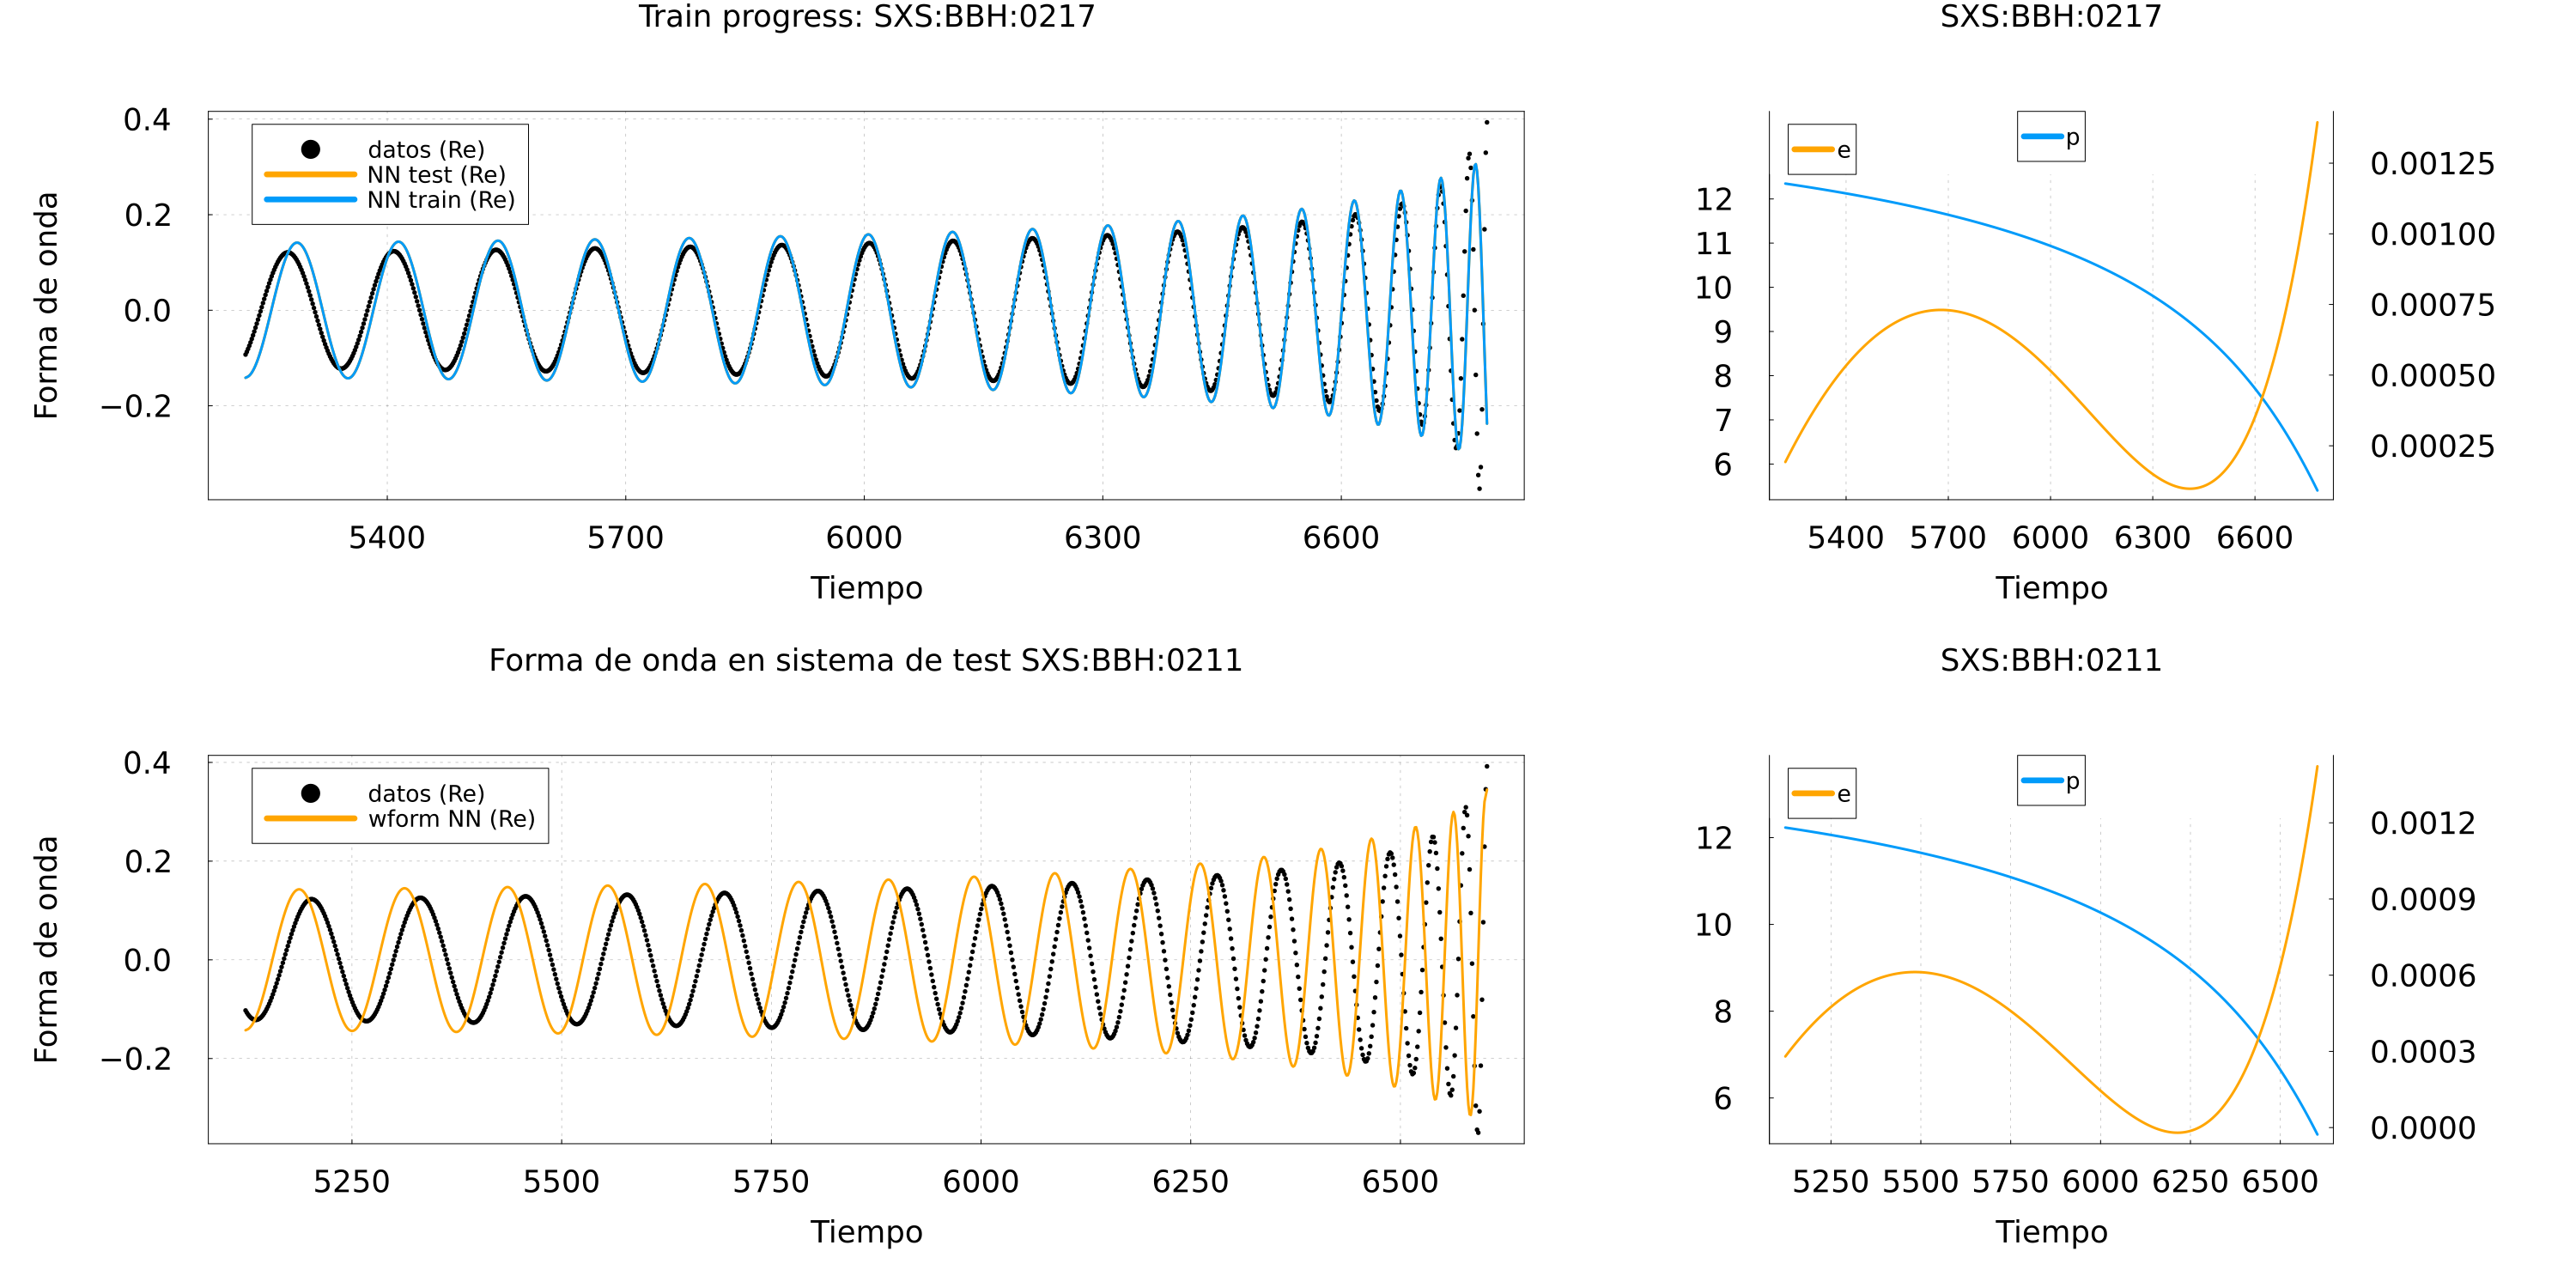 Train progress: SXS:BBH:0217
SXS:BBH:0217
Forma de onda
0.4
0.2
0.0
−0.2
datos (Re)
NN test (Re)
NN train (Re)
5400 5700 6000 6300 6600
Tiempo
e
p
12
11
10
9
8
7
6
0.00125
0.00100
0.00075
0.00050
0.00025
5400 5700 6000 6300 6600
Tiempo
Forma de onda en sistema de test SXS:BBH:0211
SXS:BBH:0211
Forma de onda
0.4
0.2
0.0
−0.2
datos (Re)
wform NN (Re)
5250 5500 5750 6000 6250 6500
Tiempo
e
p
12
10
8
6
0.0012
0.0009
0.0006
0.0003
0.0000
5250 5500 5750 6000 6250 6500
Tiempo